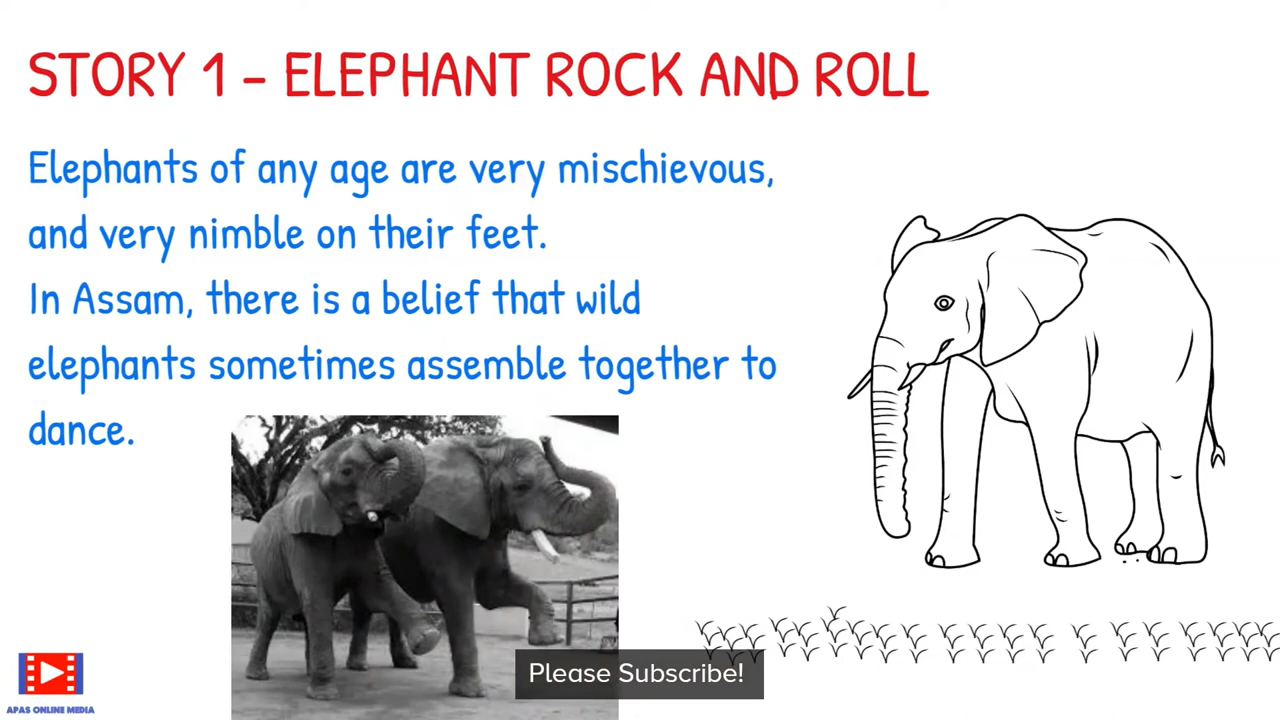 STORY 1 - ELEPHANT ROCK AND ROLL
Elephants of any age are very mischievous,
and very nimble on their feet.
In Assam, there is a belief that wild
elephants sometimes assemble together to
dance.
Please Subscribe!
APAS ONLINE MEDIA